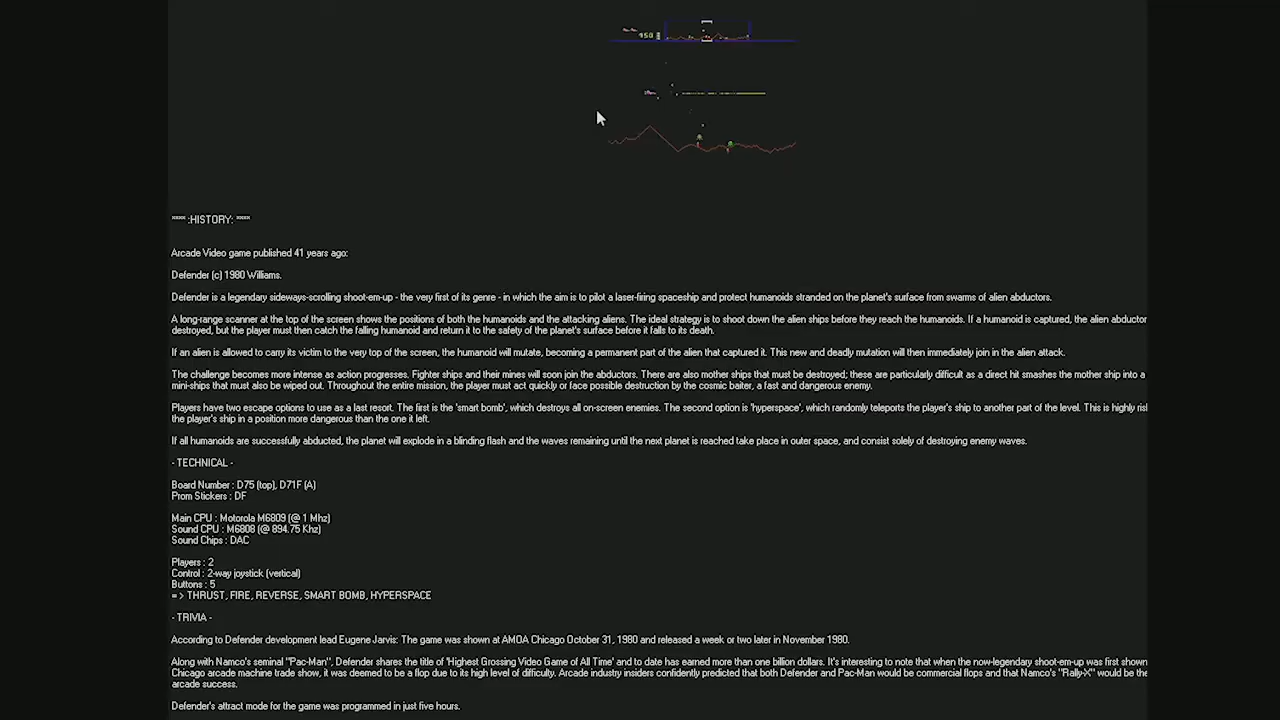 150
**** :HISTORY: ****
Arcade Video game published 41 years ago:
Defender (c) 1980 Williams.
Defender is a legendary sideways-scrolling shoot-em-up - the very first of its genre - in which the aim is to pilot a laser-firing spaceship and protect humanoids stranded on the planet's surface from swarms of alien abductors.
A long-range scanner at the top of the screen shows the positions of both the humanoids and the attacking aliens. The ideal strategy is to shoot down the alien ships before they reach the humanoids. If a humanoid is captured, the alien abductor
destroyed, but the player must then catch the falling humanoid and return it to the safety of the planet's surface before it falls to its death.
If an alien is allowed to carry its victim to the very top of the screen, the humanoid will mutate, becoming a permanent part of the alien that captured it. This new and deadly mutation will then immediately join in the alien attack.
The challenge becomes more intense as action progresses. Fighter ships and their mines will soon join the abductors. There are also mother ships that must be destroyed; these are particularly difficult as a direct hit smashes the mother ship into a
mini-ships that must also be wiped out. Throughout the entire mission, the player must act quickly or face possible destruction by the cosmic baiter, a fast and dangerous enemy.
Players have two escape options to use as a last resort. The first is the 'smart bomb', which destroys all on-screen enemies. The second option is 'hyperspace', which randomly teleports the player's ship to another part of the level. This is highly ris
the player's ship in a position more dangerous than the one it left.
If all humanoids are successfully abducted, the planet will explode in a blinding flash and the waves remaining until the next planet is reached take place in outer space, and consist solely of destroying enemy waves.
- TECHNICAL -
Board Number : D75 (top), D71F (A)
Prom Stickers : DF
Main CPU : Motorola M6809 (@ 1 Mhz)
Sound CPU : M6808 (@ 894.75 Khz)
Sound Chips : DAC
Players : 2
Control : 2-way joystick (vertical)
Buttons : 5
= > THRUST, FIRE, REVERSE, SMART BOMB, HYPERSPACE
- TRIVIA -
According to Defender development lead Eugene Jarvis: The game was shown at AMOA Chicago October 31, 1980 and released a week or two later in November 1980.
Along with Namco's seminal "Pac-Man", Defender shares the title of 'Highest Grossing Video Game of All Time' and to date has earned more than one billion dollars. It's interesting to note that when the now-legendary shoot-em-up was first shown
Chicago arcade machine trade show, it was deemed to be a flop due to its high level of difficulty. Arcade industry insiders confidently predicted that both Defender and Pac-Man would be commercial flops and that Namco's "Rally-X" would be the
arcade success.
Defender's attract mode for the game was programmed in just five hours.